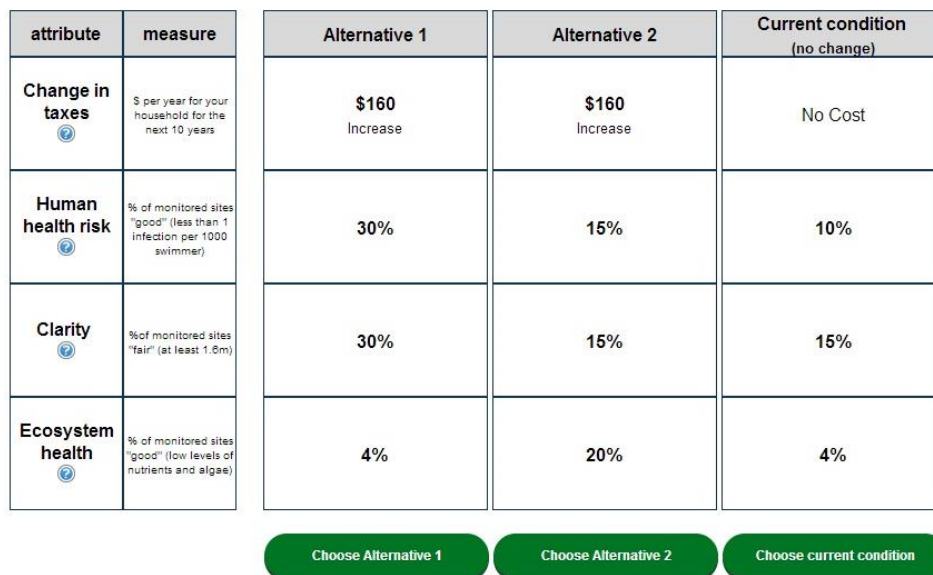 attribute
measure
Alternative 1
Alternative 2
Current condition
(no change)
Change in
taxes
$ per year for your
household for the
next 10 years
$160
Increase
$160
Increase
No Cost
Human
health risk
% of monitored sites
"good" (less than 1
infection per 1000
swimmer)
30%
15%
10%
Clarity
%of monitored sites
"fair" (at least 1.6m)
30%
15%
15%
Ecosystem
health
% of monitored sites
"good" (low levels of
nutrients and algae)
4%
20%
4%
Choose Alternative 1
Choose Alternative 2
Choose current condition